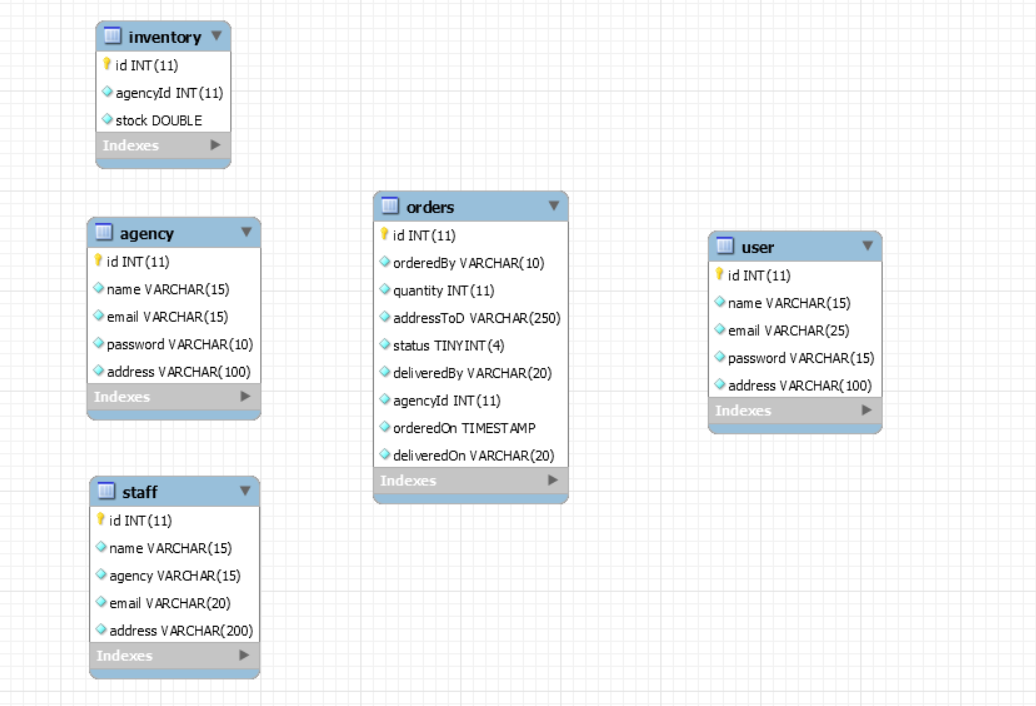 inventory
id INT(11)
agencyId INT(11)
stock DOUBLE
Indexes
agency
id INT(11)
name VARCHAR(15)
email VARCHAR(15)
password VARCHAR(10)
address VARCHAR(100)
Indexes
staff
id INT(11)
name VARCHAR(15)
agency VARCHAR(15)
email VARCHAR(20)
address VARCHAR(200)
Indexes
orders
id INT(11)
orderedBy VARCHAR(10)
quantity INT(11)
addressToD VARCHAR(250)
status TINYINT(4)
deliveredBy VARCHAR(20)
agencyId INT(11)
orderedOn TIMESTAMP
deliveredOn VARCHAR(20)
Indexes
user
id INT(11)
name VARCHAR(15)
email VARCHAR(25)
password VARCHAR(15)
address VARCHAR(100)
Indexes